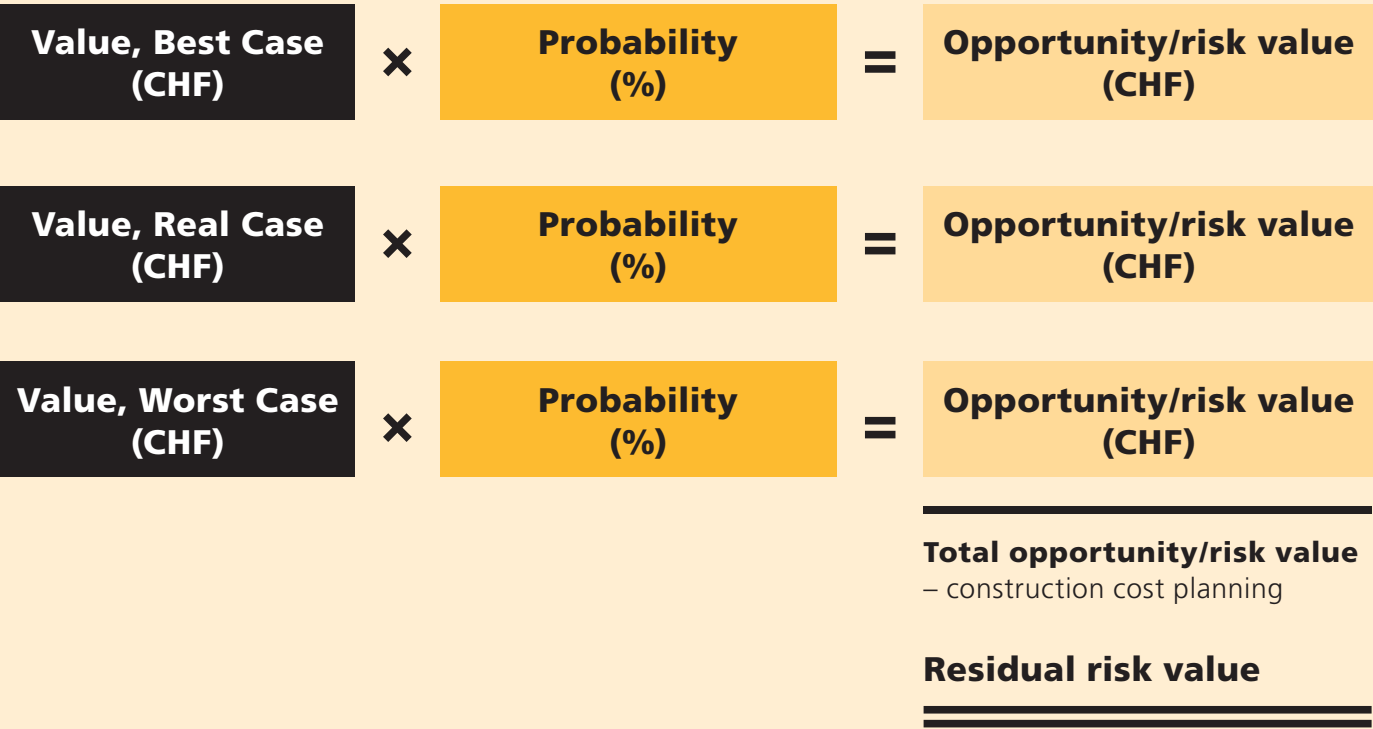 Value, Best Case
(CHF)
×
Probability
(%)
=
Opportunity/risk value
(CHF)
Value, Real Case
(CHF)
×
Probability
(%)
=
Opportunity/risk value
(CHF)
Value, Worst Case
(CHF)
×
Probability
(%)
=
Opportunity/risk value
(CHF)
Total opportunity/risk value
– construction cost planning
Residual risk value